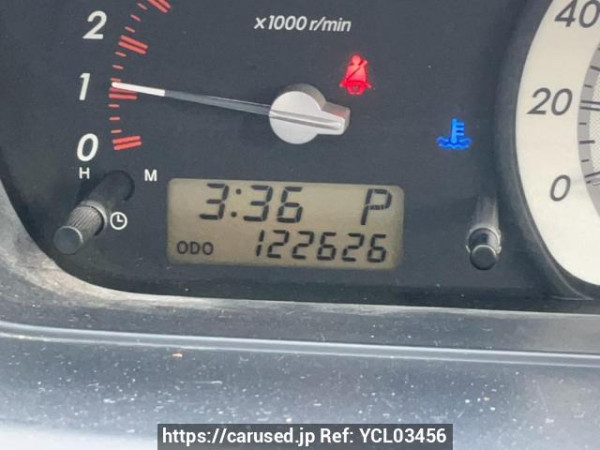 x1000 r/min
2
1
0
40
20
0
H M
3:36 P
ODO 122626
https://carused.jp Ref: YCL03456